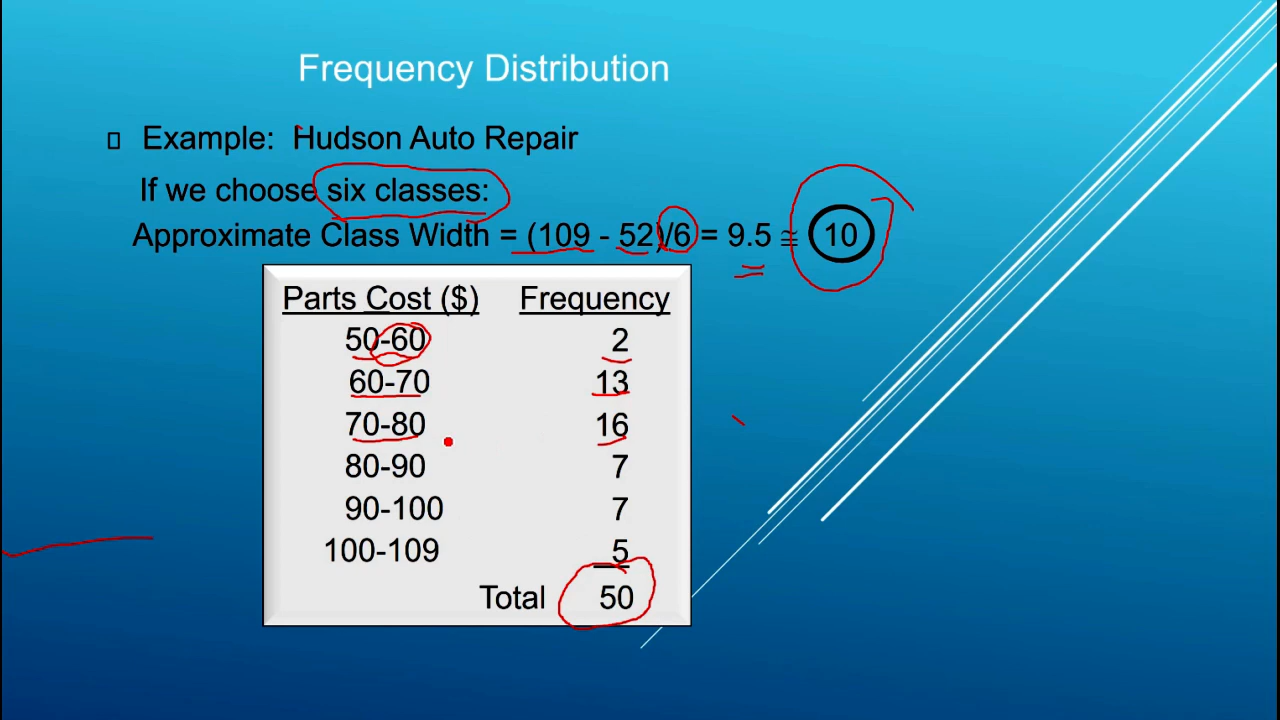 Frequency Distribution
Example: Hudson Auto Repair
If we choose six classes:
Approximate Class Width = (109 - 52)/6 = 9.5 ≅ 10
Parts Cost ($) Frequency
50-60 2
60-70 13
70-80 16
80-90 7
90-100 7
100-109 5
Total 50